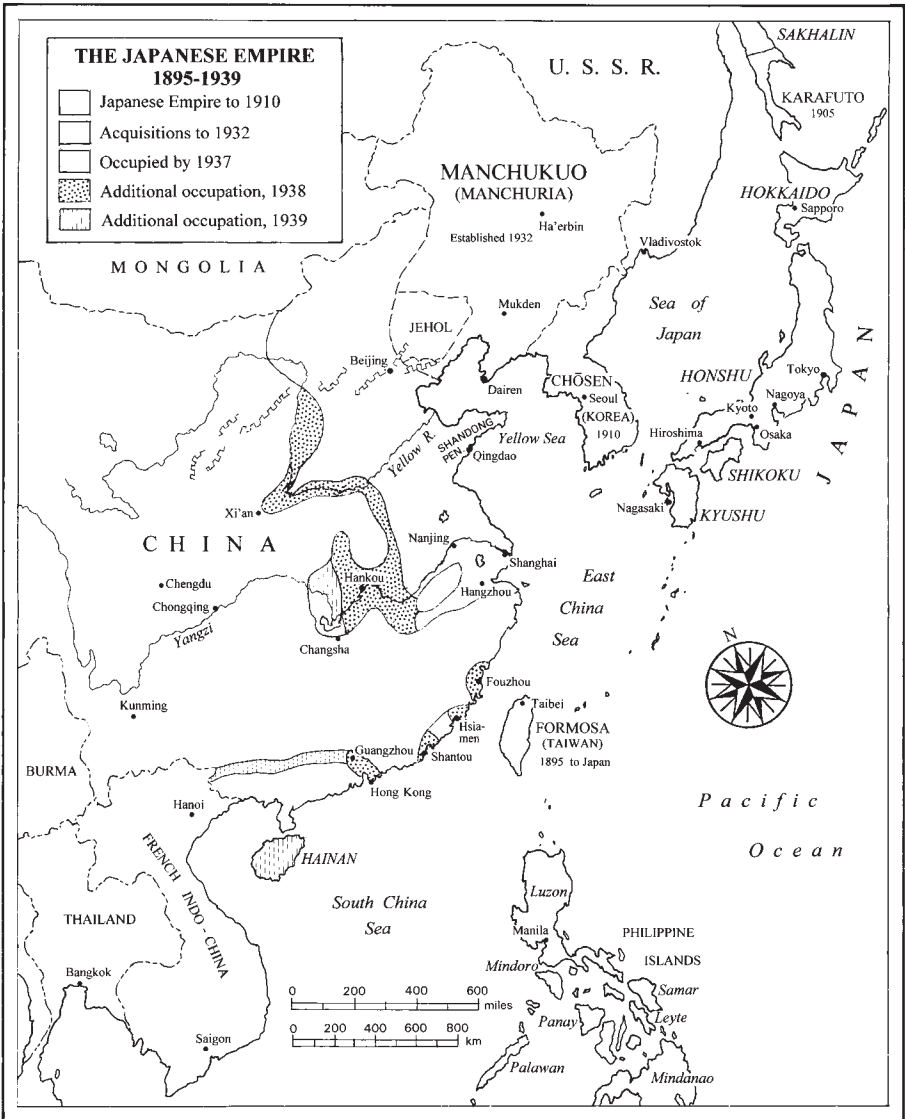 THE JAPANESE EMPIRE
1895-1939
Japanese Empire to 1910
Acquisitions to 1932
Occupied by 1937
Additional occupation, 1938
Additional occupation, 1939
U. S. S. R.
SAKHALIN
KARAFUTO
1905
MANCHUKUO
(MANCHURIA)
Ha'erbin
Established 1932
HOKKAIDO
Sapporo
Vladivostok
MONGOLIA
Mukden
Sea of
Japan
JEHOL
Beijing
Dairen
CHŌSEN
Seoul
(KOREA)
1910
HONSHU
Tokyo
Nagoya
Kyoto
Osaka
Hiroshima
JAPAN
SHIKOKU
Nagasaki
KYUSHU
Yellow R.
SHANDONG
PEN
Qingdao
Yellow Sea
Xi'an
CHINA
Nanjing
Shanghai
Hankou
Hangzhou
East
China
Sea
Chengdu
Chongqing
Yangzi
Changsha
N
Kunming
Fouzhou
Taibei
Hsia-
men
FORMOSA
(TAIWAN)
1895 to Japan
Guangzhou
Shantou
Hong Kong
BURMA
Hanoi
Pacific
Ocean
HAINAN
FRENCH INDO-CHINA
South China
Sea
Luzon
THAILAND
Manila
PHILIPPINE
ISLANDS
Mindoro
Bangkok
Samar
Leyte
Panay
0 200 400 600
miles
0 200 400 600 800
km
Saigon
Palawan
Mindanao